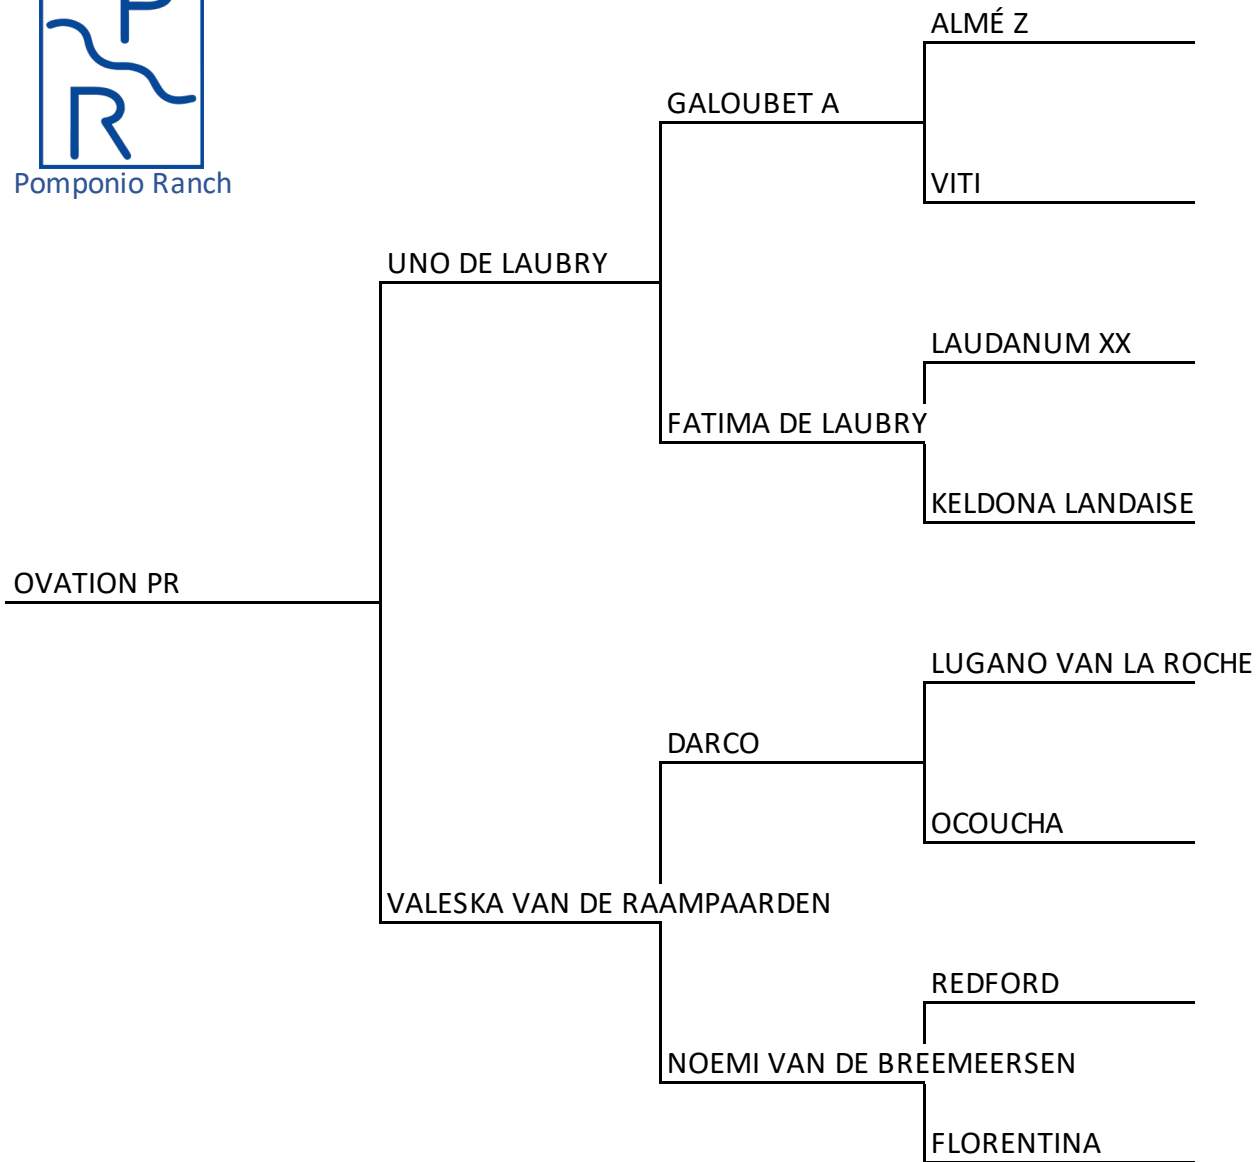 P
R
Pomponio Ranch
ALMÉ Z
GALOUBET A
VITI
UNO DE LAUBRY
LAUDANUM XX
FATIMA DE LAUBRY
KELDONA LANDAISE
OVATION PR
LUGANO VAN LA ROCHE
DARCO
OCOUCHA
VALESKA VAN DE RAAMPAARDEN
REDFORD
NOEMI VAN DE BREEMEERSEN
FLORENTINA